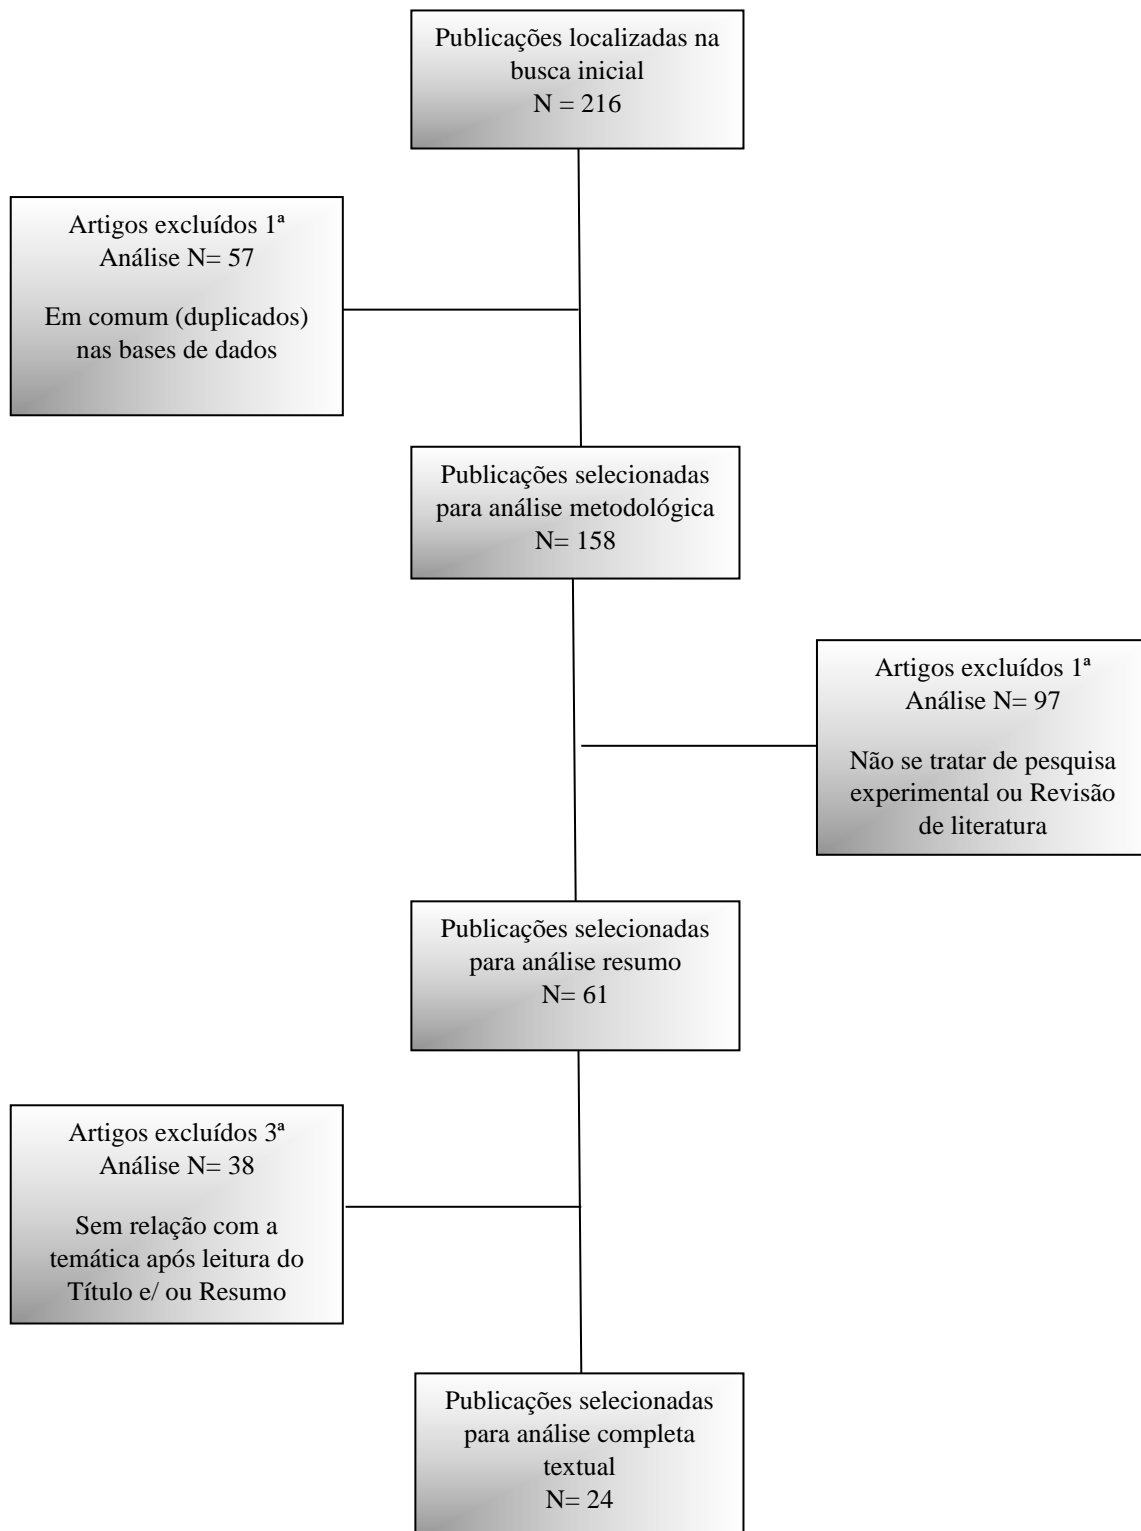 Publicações localizadas na
busca inicial
N = 216
Artigos excluídos 1ª
Análise N= 57
Em comum (duplicados)
nas bases de dados
Publicações selecionadas
para análise metodológica
N= 158
Artigos excluídos 1ª
Análise N= 97
Não se tratar de pesquisa
experimental ou Revisão
de literatura
Publicações selecionadas
para análise resumo
N= 61
Artigos excluídos 3ª
Análise N= 38
Sem relação com a
temática após leitura do
Título e/ ou Resumo
Publicações selecionadas
para análise completa
textual
N= 24